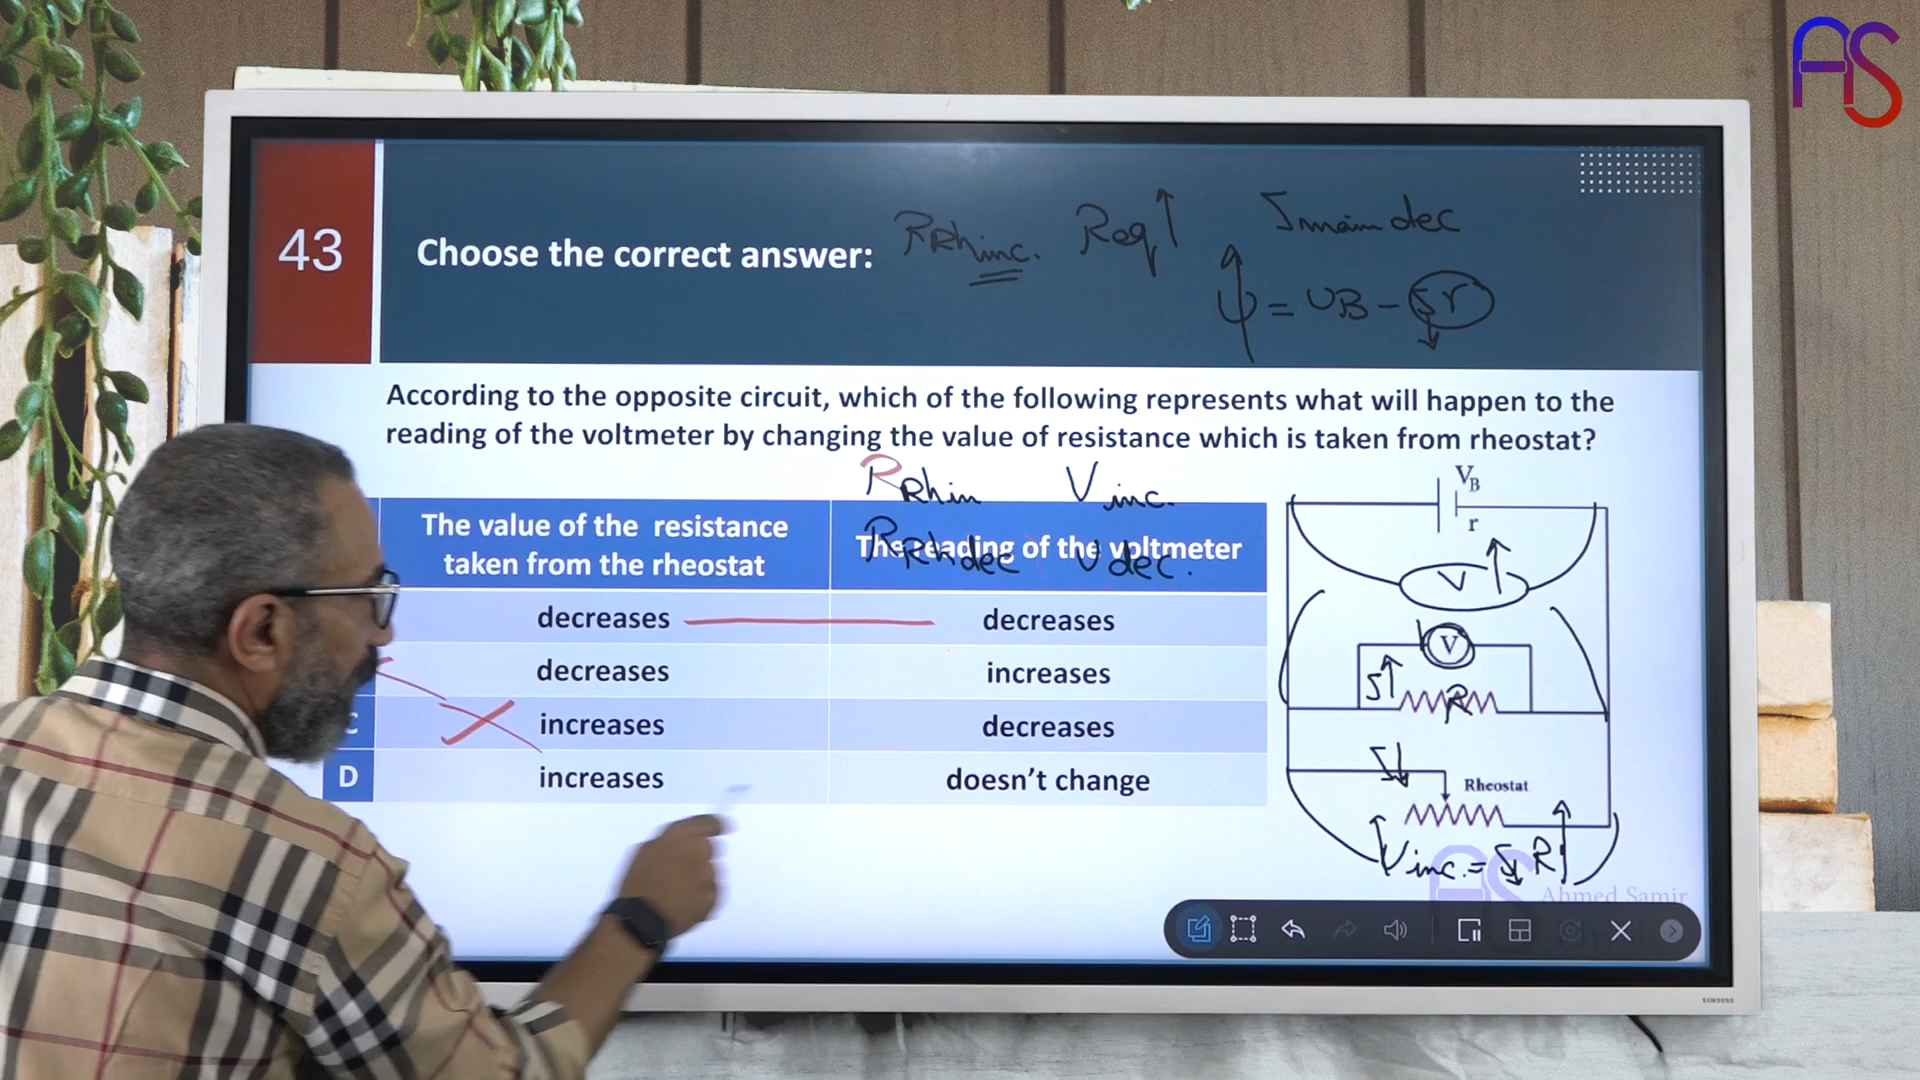 AS
43
Choose the correct answer:
RRh inc. Req↑ Imain dec
↑V = VB - Ir↓
According to the opposite circuit, which of the following represents what will happen to the
reading of the voltmeter by changing the value of resistance which is taken from rheostat?
RRh in V inc.
RRh dec V dec.
The value of the resistance
taken from the rheostat
The reading of the voltmeter
decreases decreases
decreases increases
C increases decreases
D increases doesn't change
VB
r
V↑
V
I↑ R
I↓
Rheostat
↑V inc. = I↓ R↑
Ahmed Samir
SAMSUNG